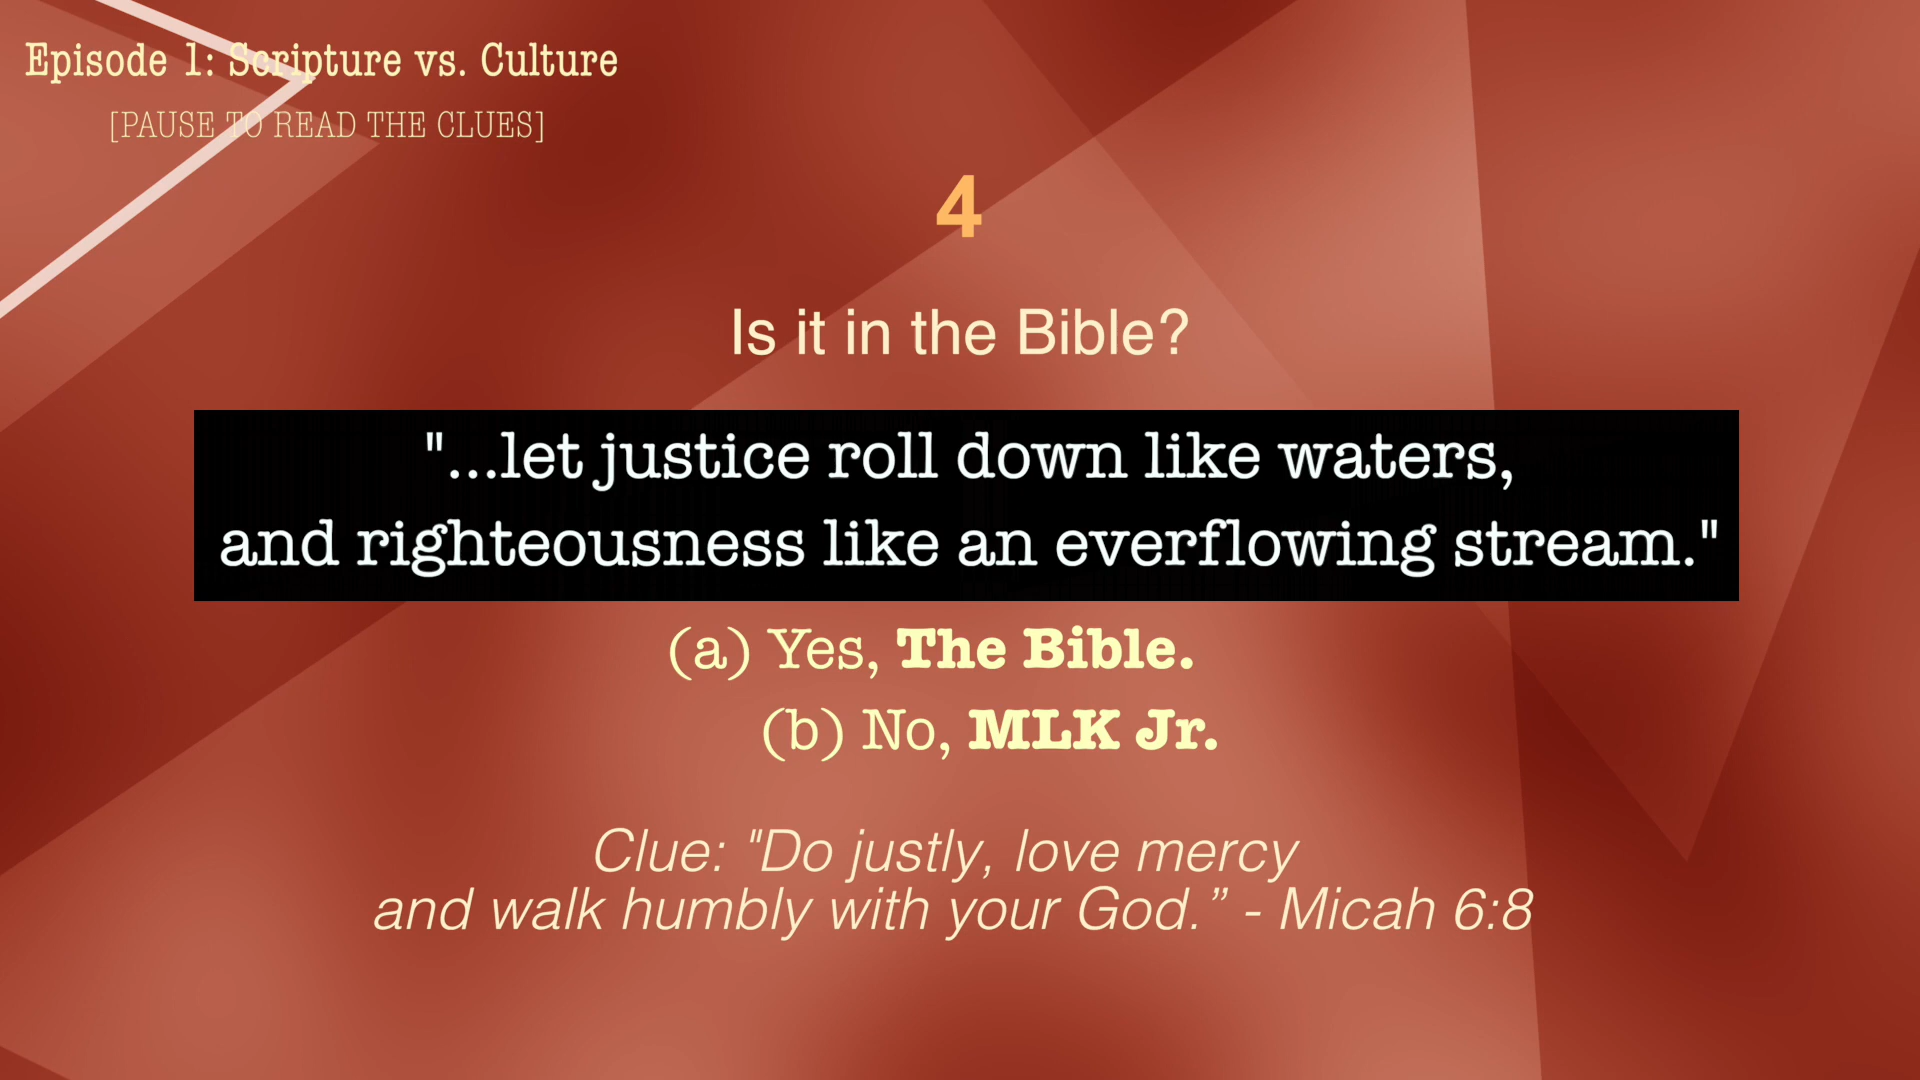 Episode 1: Scripture vs. Culture
[PAUSE TO READ THE CLUES]
4
Is it in the Bible?
"...let justice roll down like waters,
and righteousness like an everflowing stream."
(a) Yes, The Bible.
(b) No, MLK Jr.
Clue: "Do justly, love mercy
and walk humbly with your God.” - Micah 6:8